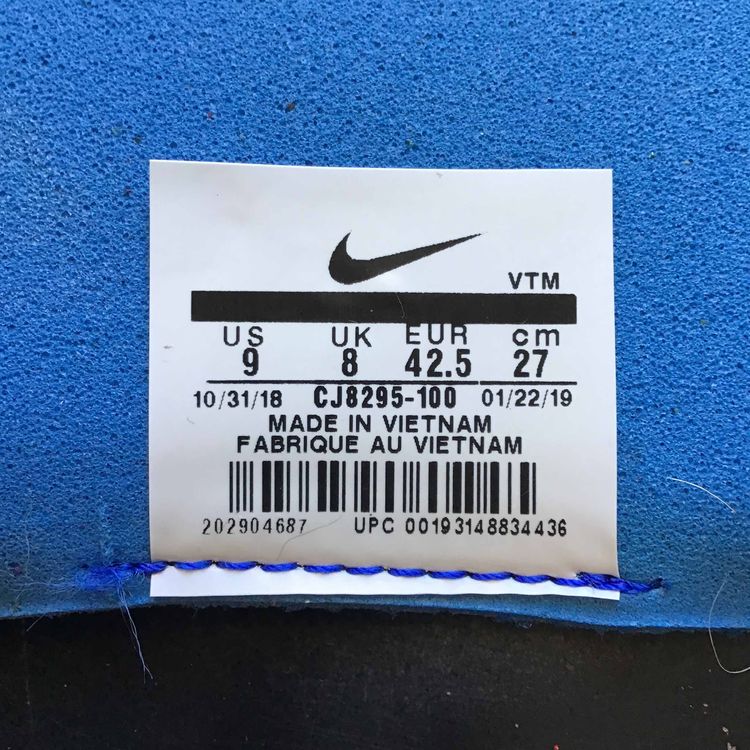 VTM
US UK EUR cm
9 8 42.5 27
10/31/18 CJ8295-100 01/22/19
MADE IN VIETNAM
FABRIQUE AU VIETNAM
202904687 UPC 00193148834436